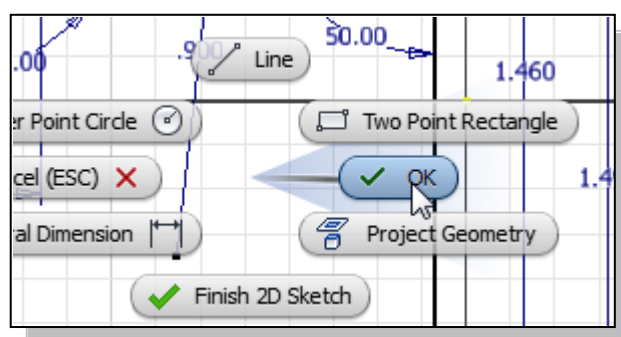 50.00
.00
.900
Line
1.460
er Point Circle
Two Point Rectangle
cel (ESC)
OK
1.4
al Dimension
Project Geometry
Finish 2D Sketch